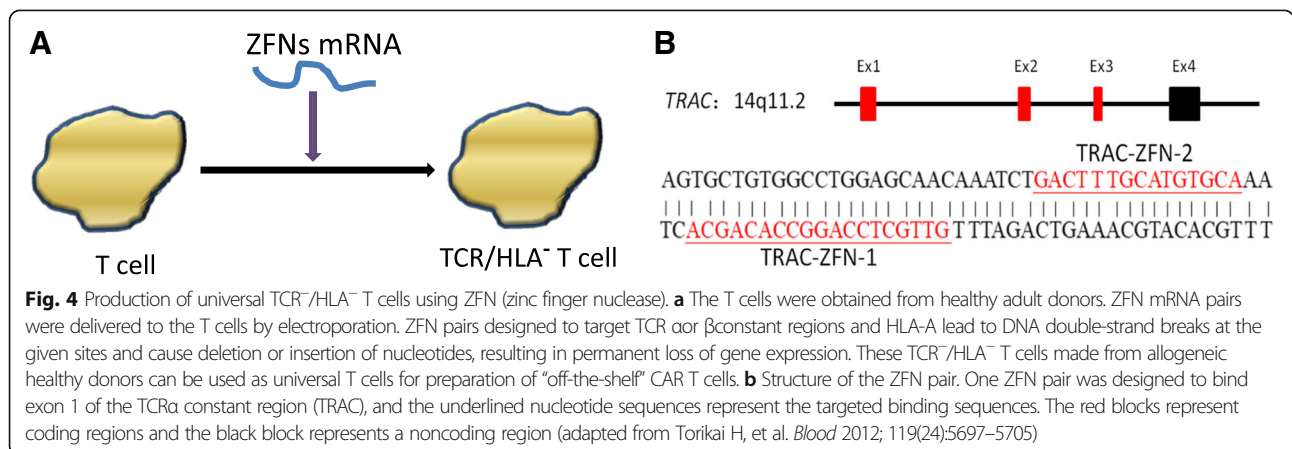 A
ZFNs mRNA
T cell
TCR/HLA⁻ T cell
B
Ex1 Ex2 Ex3 Ex4
TRAC: 14q11.2
TRAC-ZFN-2
AGTGCTGTGGCCTGGAGCAACAAATCTGACTTTGCATGTGCAAA
TCACGACACCGGACCTCGTTGTTTAGACTGAAACGTACACGTTT
TRAC-ZFN-1
Fig. 4 Production of universal TCR⁻/HLA⁻ T cells using ZFN (zinc finger nuclease). a The T cells were obtained from healthy adult donors. ZFN mRNA pairs
were delivered to the T cells by electroporation. ZFN pairs designed to target TCR αor βconstant regions and HLA-A lead to DNA double-strand breaks at the
given sites and cause deletion or insertion of nucleotides, resulting in permanent loss of gene expression. These TCR⁻/HLA⁻ T cells made from allogeneic
healthy donors can be used as universal T cells for preparation of “off-the-shelf” CAR T cells. b Structure of the ZFN pair. One ZFN pair was designed to bind
exon 1 of the TCRα constant region (TRAC), and the underlined nucleotide sequences represent the targeted binding sequences. The red blocks represent
coding regions and the black block represents a noncoding region (adapted from Torikai H, et al. Blood 2012; 119(24):5697–5705)